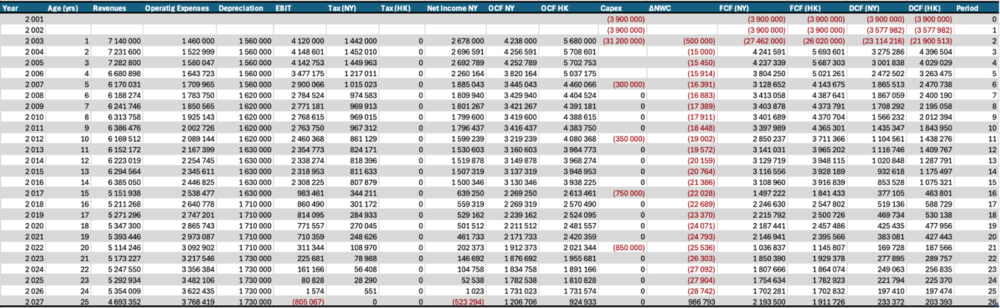 Year Age (yrs) Revenues Operatig Expenses Depreciation EBIT Tax (NY) Tax (HK) Net Income NY OCF NY OCF HK Capex ΔNWC FCF (NY) FCF (HK) DCF (NY) DCF (HK) Period
2 001 (3 900 000) (3 900 000) (3 900 000) (3 900 000) (3 900 000) 0
2 002 (3 900 000) (3 900 000) (3 900 000) (3 577 982) (3 577 982) 1
2 003 1 7 140 000 1 460 000 1 560 000 4 120 000 1 442 000 0 2 678 000 4 238 000 5 680 000 (31 200 000) (500 000) (27 462 000) (26 020 000) (23 114 216) (21 900 513) 2
2 004 2 7 231 600 1 522 999 1 560 000 4 148 601 1 452 010 0 2 696 591 4 256 591 5 708 601 (15 000) 4 241 591 5 693 601 3 275 286 4 396 504 3
2 005 3 7 282 800 1 580 047 1 560 000 4 142 753 1 449 963 0 2 692 789 4 252 789 5 702 753 (15 450) 4 237 339 5 687 303 3 001 838 4 029 029 4
2 006 4 6 680 898 1 643 723 1 560 000 3 477 175 1 217 011 0 2 260 164 3 820 164 5 037 175 (15 914) 3 804 250 5 021 261 2 472 502 3 263 475 5
2 007 5 6 170 031 1 709 965 1 560 000 2 900 066 1 015 023 0 1 885 043 3 445 043 4 460 066 (300 000) (16 391) 3 128 652 4 143 675 1 865 513 2 470 738 6
2 008 6 6 188 274 1 783 750 1 620 000 2 784 524 974 583 0 1 809 940 3 429 940 4 404 524 0 (16 883) 3 413 058 4 387 641 1 867 059 2 400 190 7
2 009 7 6 241 746 1 850 565 1 620 000 2 771 181 969 913 0 1 801 267 3 421 267 4 391 181 0 (17 389) 3 403 878 4 373 791 1 708 292 2 195 058 8
2 010 8 6 313 758 1 925 143 1 620 000 2 768 615 969 015 0 1 799 600 3 419 600 4 388 615 0 (17 911) 3 401 689 4 370 704 1 566 232 2 012 394 9
2 011 9 6 386 476 2 002 726 1 620 000 2 763 750 967 312 0 1 796 437 3 416 437 4 383 750 0 (18 448) 3 397 989 4 365 301 1 435 347 1 843 950 10
2 012 10 6 169 512 2 089 144 1 620 000 2 460 368 861 129 0 1 599 239 3 219 239 4 080 368 (350 000) (19 002) 2 850 237 3 711 366 1 104 561 1 438 276 11
2 013 11 6 152 172 2 167 399 1 630 000 2 354 773 824 171 0 1 530 603 3 160 603 3 984 773 0 (19 572) 3 141 031 3 965 202 1 116 746 1 409 767 12
2 014 12 6 223 019 2 254 745 1 630 000 2 338 274 818 396 0 1 519 878 3 149 878 3 968 274 0 (20 159) 3 129 719 3 948 115 1 020 848 1 287 791 13
2 015 13 6 294 564 2 345 611 1 630 000 2 318 953 811 633 0 1 507 319 3 137 319 3 948 953 0 (20 764) 3 116 556 3 928 189 932 618 1 175 497 14
2 016 14 6 385 050 2 446 825 1 630 000 2 308 225 807 879 0 1 500 346 3 130 346 3 938 225 0 (21 386) 3 108 960 3 916 839 853 528 1 075 321 15
2 017 15 5 151 938 2 538 477 1 630 000 983 461 344 211 0 639 250 2 269 250 2 613 461 (750 000) (22 028) 1 497 222 1 841 433 377 105 463 801 16
2 018 16 5 211 268 2 640 778 1 710 000 860 490 301 172 0 559 319 2 269 319 2 570 490 0 (22 689) 2 246 630 2 547 802 519 136 588 729 17
2 019 17 5 271 296 2 747 201 1 710 000 814 095 284 933 0 529 162 2 239 162 2 524 095 0 (23 370) 2 215 792 2 500 726 469 734 530 138 18
2 020 18 5 347 300 2 865 743 1 710 000 771 557 270 045 0 501 512 2 211 512 2 481 557 0 (24 071) 2 187 441 2 457 486 425 435 477 956 19
2 021 19 5 393 446 2 973 087 1 710 000 710 359 248 626 0 461 733 2 171 733 2 420 359 0 (24 793) 2 146 941 2 395 566 383 081 427 443 20
2 022 20 5 114 246 3 092 902 1 710 000 311 344 108 970 0 202 373 1 912 373 2 021 344 (850 000) (25 536) 1 036 837 1 145 807 169 728 187 566 21
2 023 21 5 173 227 3 217 546 1 730 000 225 681 78 988 0 146 692 1 876 692 1 955 681 0 (26 303) 1 850 390 1 929 378 277 895 289 757 22
2 024 22 5 247 550 3 356 384 1 730 000 161 166 56 408 0 104 758 1 834 758 1 891 166 0 (27 092) 1 807 666 1 864 074 249 063 256 835 23
2 025 23 5 292 934 3 482 106 1 730 000 80 828 28 290 0 52 538 1 782 538 1 810 828 0 (27 904) 1 754 634 1 782 923 221 794 225 370 24
2 026 24 5 354 009 3 622 435 1 730 000 1 574 551 0 1 023 1 731 023 1 731 574 0 (28 742) 1 702 281 1 702 832 197 410 197 474 25
2 027 25 4 693 352 3 768 419 1 730 000 (805 067) 0 0 (523 294) 1 206 706 924 933 0 986 793 2 193 500 1 911 726 233 372 203 393 26